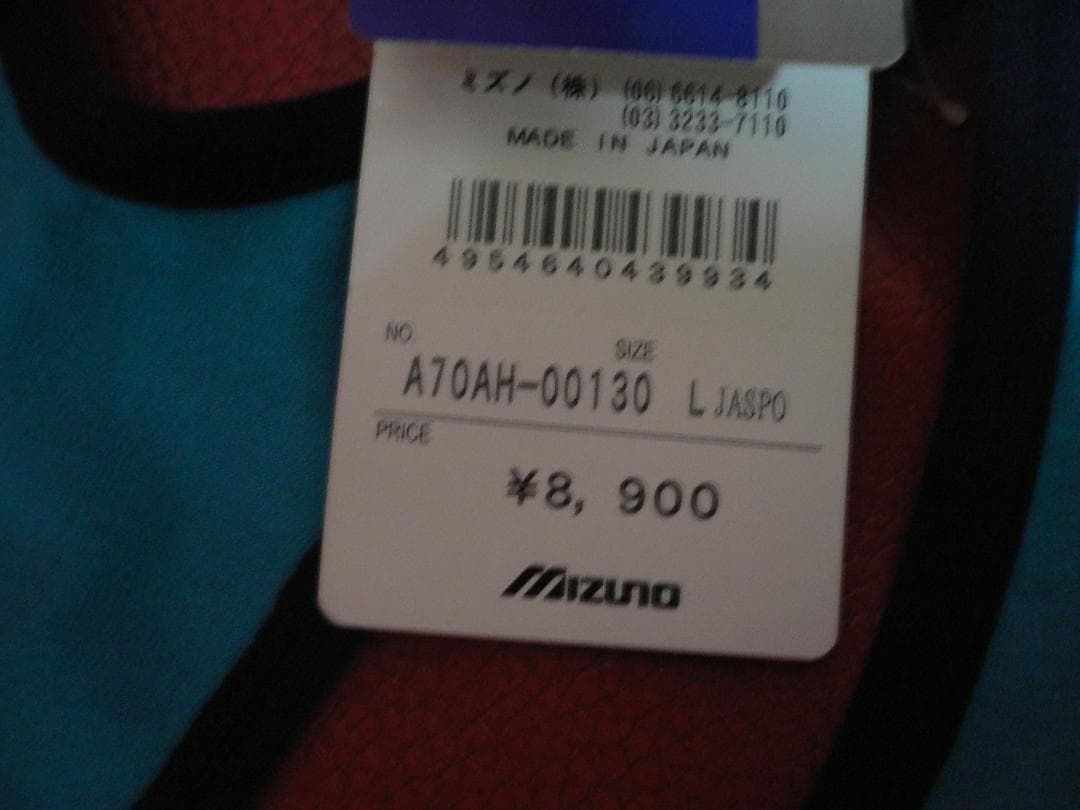 ミズノ (株) (06) 6614-8110
(03) 3233-7110
MADE IN JAPAN
4954640439934
NO. SIZE
A70AH-00130 L JASPO
PRICE
¥8, 900
MIZUNO